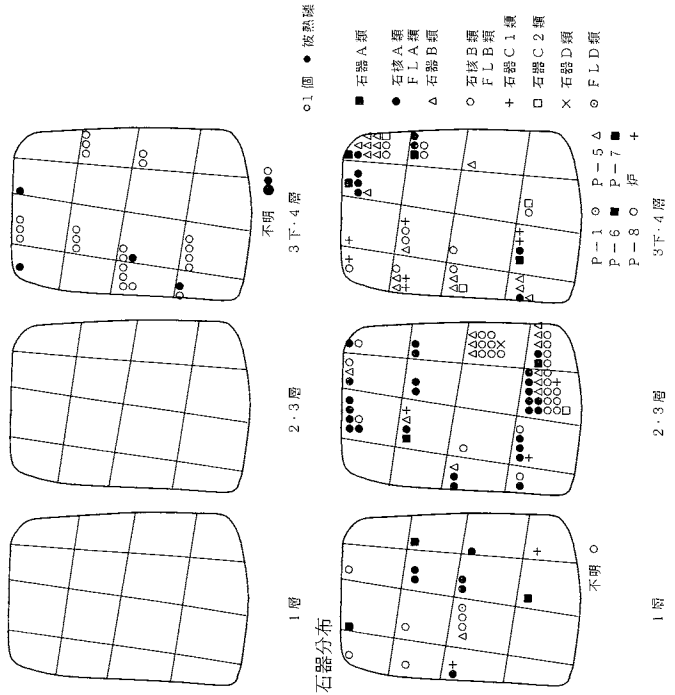 ○1個 ● 被熱礫
不明
1層
2・3層
3下・4層
石器分布
■ 石器A類
● 石核A類
FLA類
△ 石器B類
○ 石核B類
FLB類
+ 石器C1類
□ 石器C2類
× 石器D類
⊙ FLD類
不明 ○
P-1 ⊙ P-5 △
P-6 ■ P-7 ■
P-8 ○ 炉 +
1層
2・3層
3下・4層